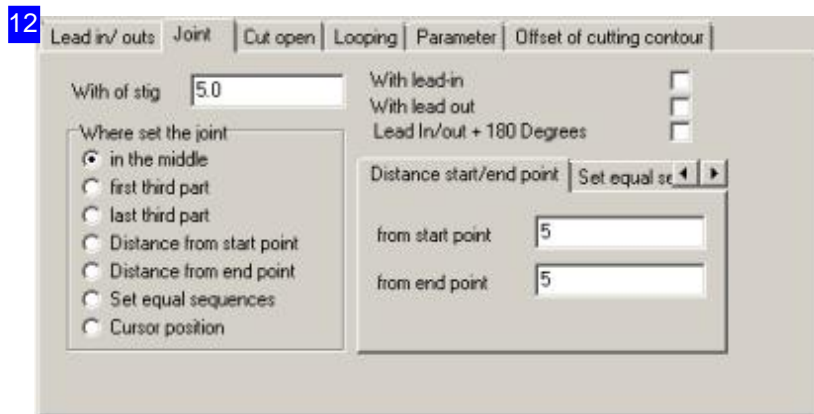 12
Lead in/ outs Joint Cut open Looping Parameter Offset of cutting contour
With of stig 5.0
With lead-in
With lead out
Lead In/out + 180 Degrees
Where set the joint
in the middle
first third part
last third part
Distance from start point
Distance from end point
Set equal sequences
Cursor position
Distance start/end point Set equal se
from start point 5
from end point 5